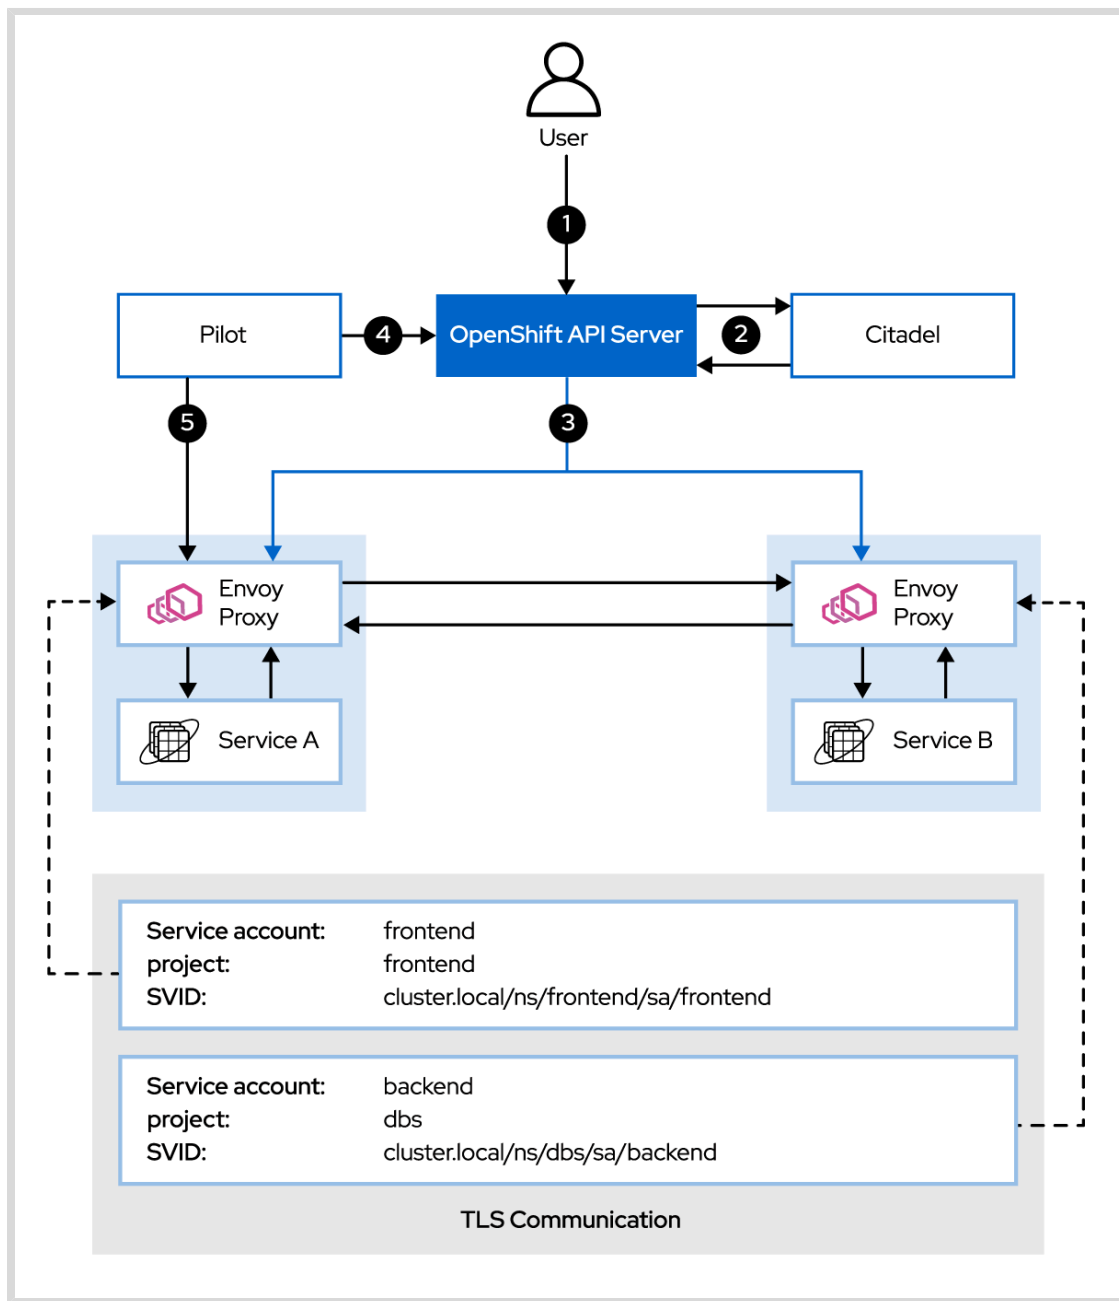 User
1
Pilot
4
OpenShift API Server
2
Citadel
5
3
Envoy
Proxy
Envoy
Proxy
Service A
Service B
Service account: frontend
project: frontend
SVID: cluster.local/ns/frontend/sa/frontend
Service account: backend
project: dbs
SVID: cluster.local/ns/dbs/sa/backend
TLS Communication